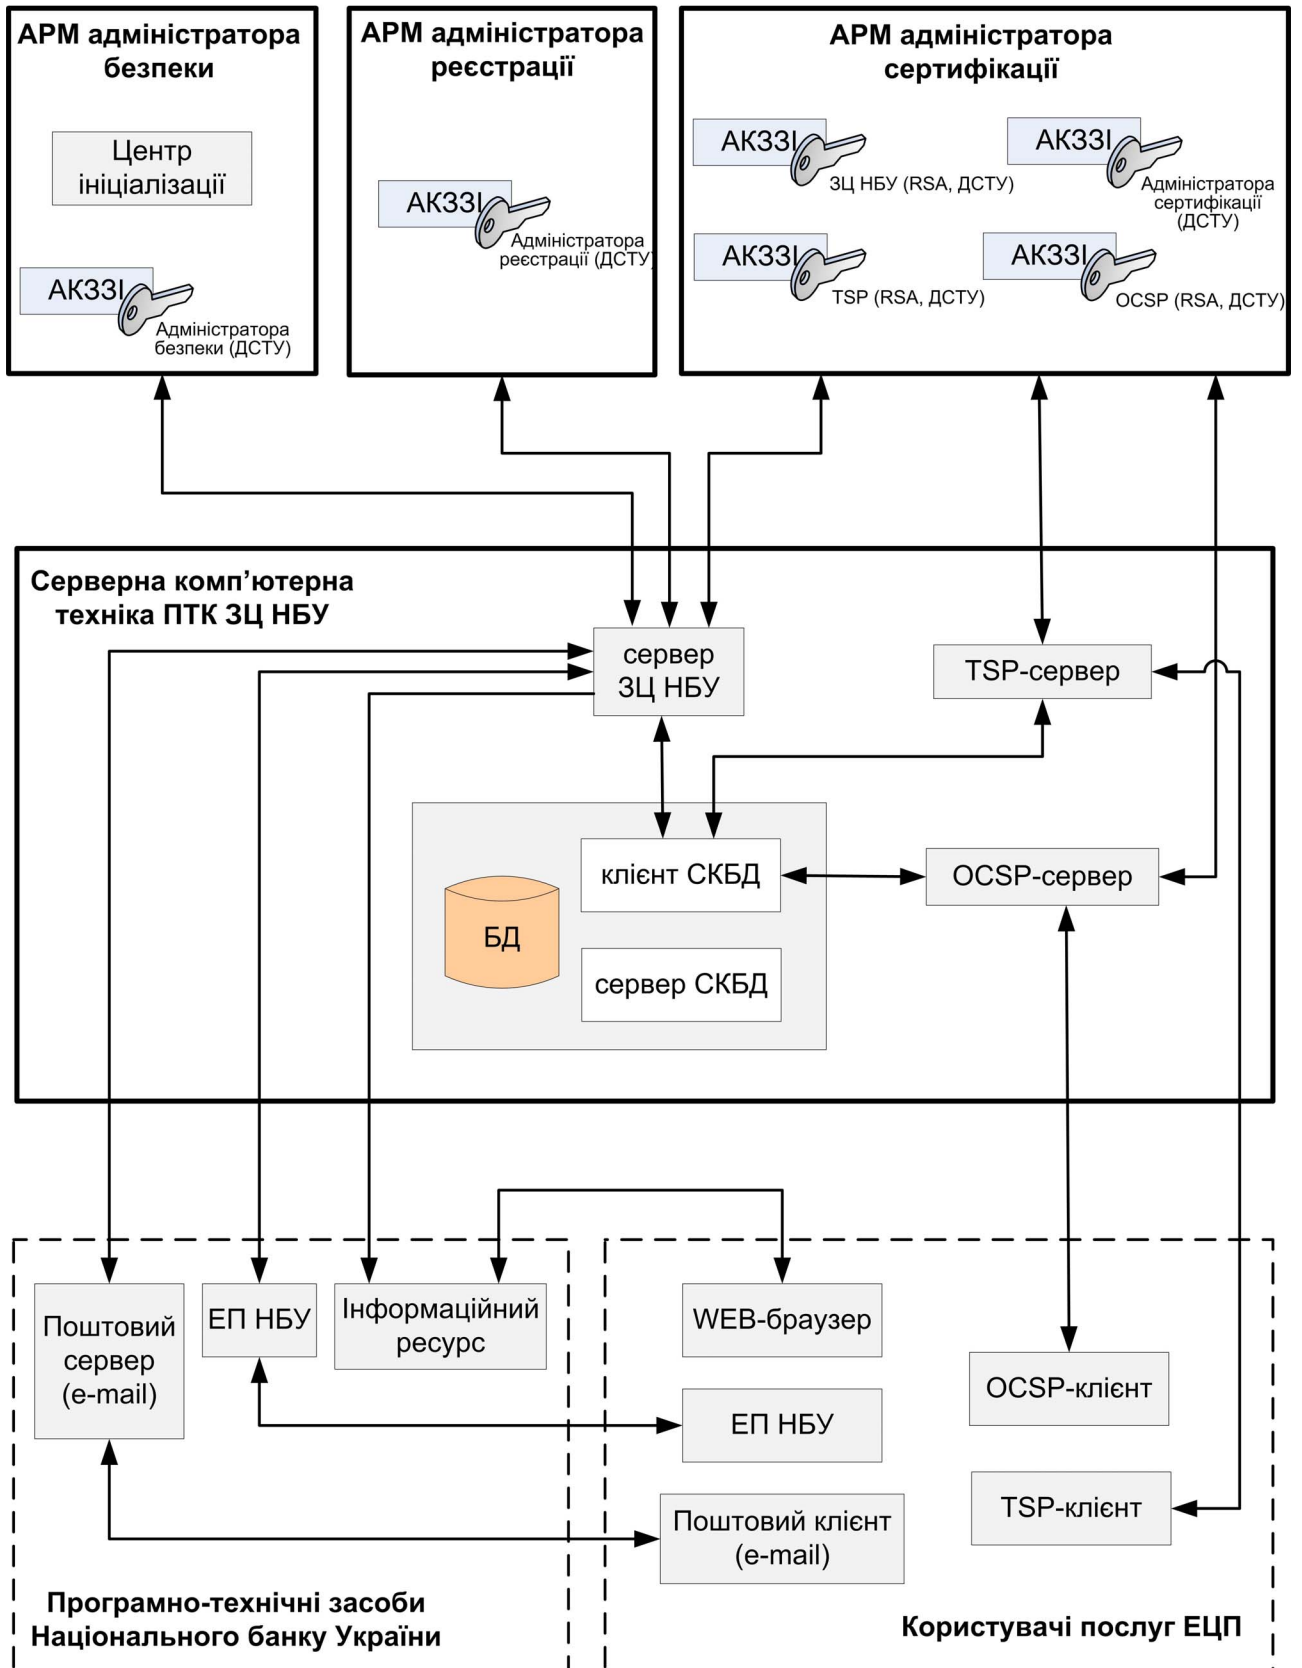 АРМ адміністратора
безпеки
Центр
ініціалізації
АКЗЗІ
Адміністратора
безпеки (ДСТУ)
АРМ адміністратора
реєстрації
АКЗЗІ
Адміністратора
реєстрації (ДСТУ)
АРМ адміністратора
сертифікації
АКЗЗІ
ЗЦ НБУ (RSA, ДСТУ)
АКЗЗІ
Адміністратора
сертифікації
(ДСТУ)
АКЗЗІ
TSP (RSA, ДСТУ)
АКЗЗІ
OCSP (RSA, ДСТУ)
Серверна комп’ютерна
техніка ПТК ЗЦ НБУ
сервер
ЗЦ НБУ
TSP-сервер
клієнт СКБД
OCSP-сервер
БД
сервер СКБД
Поштовий
сервер
(e-mail)
ЕП НБУ
Інформаційний
ресурс
WEB-браузер
OCSP-клієнт
ЕП НБУ
TSP-клієнт
Поштовий клієнт
(e-mail)
Програмно-технічні засоби
Національного банку України
Користувачі послуг ЕЦП